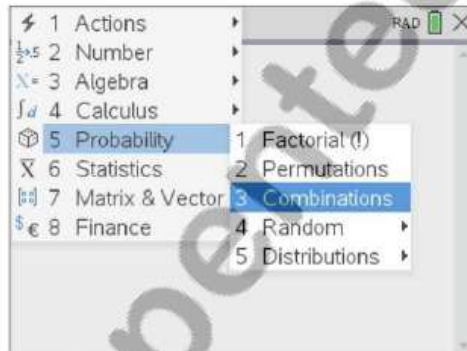 1 Actions
RAD
2 Number
3 Algebra
4 Calculus
5 Probability
6 Statistics
7 Matrix & Vector
8 Finance
1 Factorial (!)
2 Permutations
3 Combinations
4 Random
5 Distributions